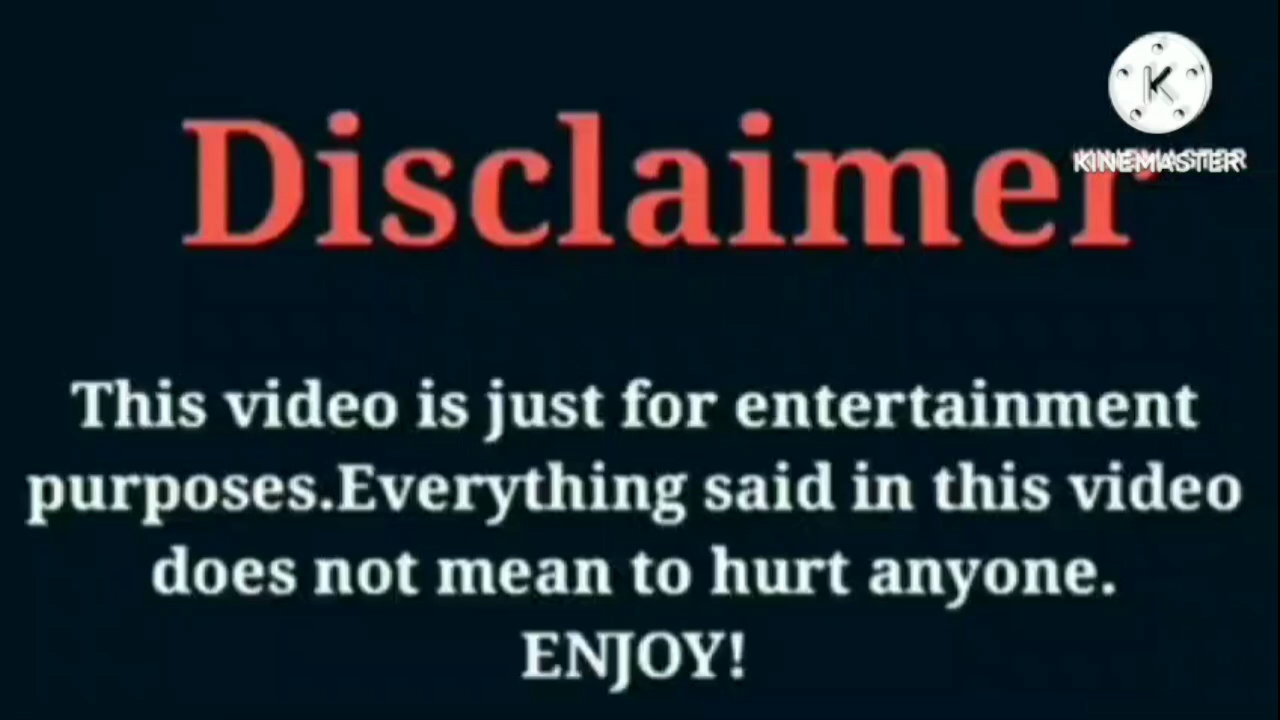 K
KINEMASTER
Disclaimer
This video is just for entertainment
purposes.Everything said in this video
does not mean to hurt anyone.
ENJOY!